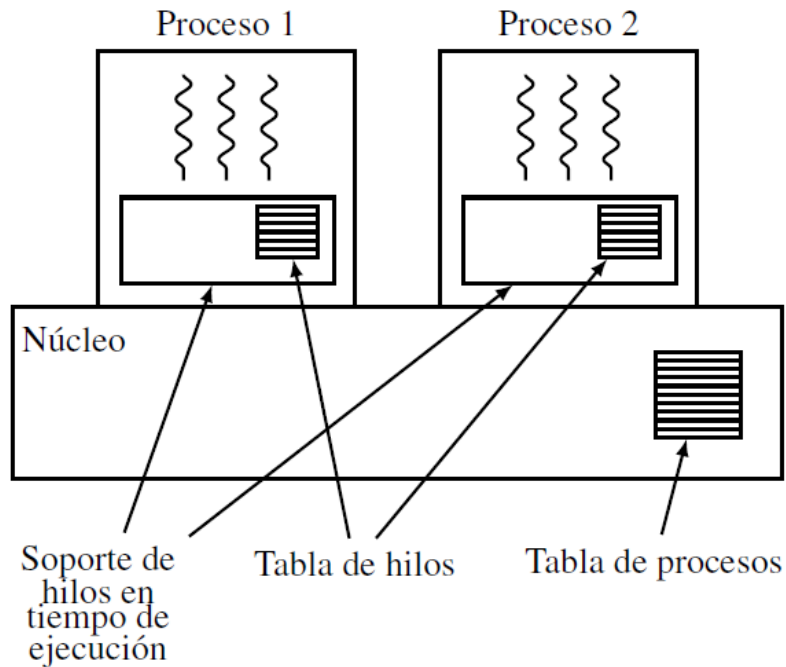 Proceso 1
Proceso 2
Núcleo
Soporte de
hilos en
tiempo de
ejecución
Tabla de hilos
Tabla de procesos